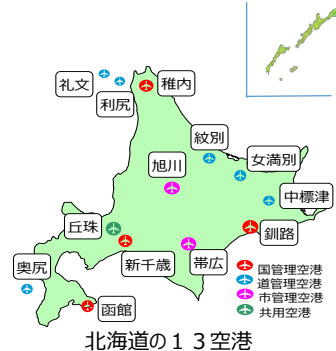 礼文
稚内
利尻
紋別
旭川
女満別
中標津
丘珠
釧路
奥尻
新千歳
帯広
函館
国管理空港
道管理空港
市管理空港
共用空港
北海道の１３空港